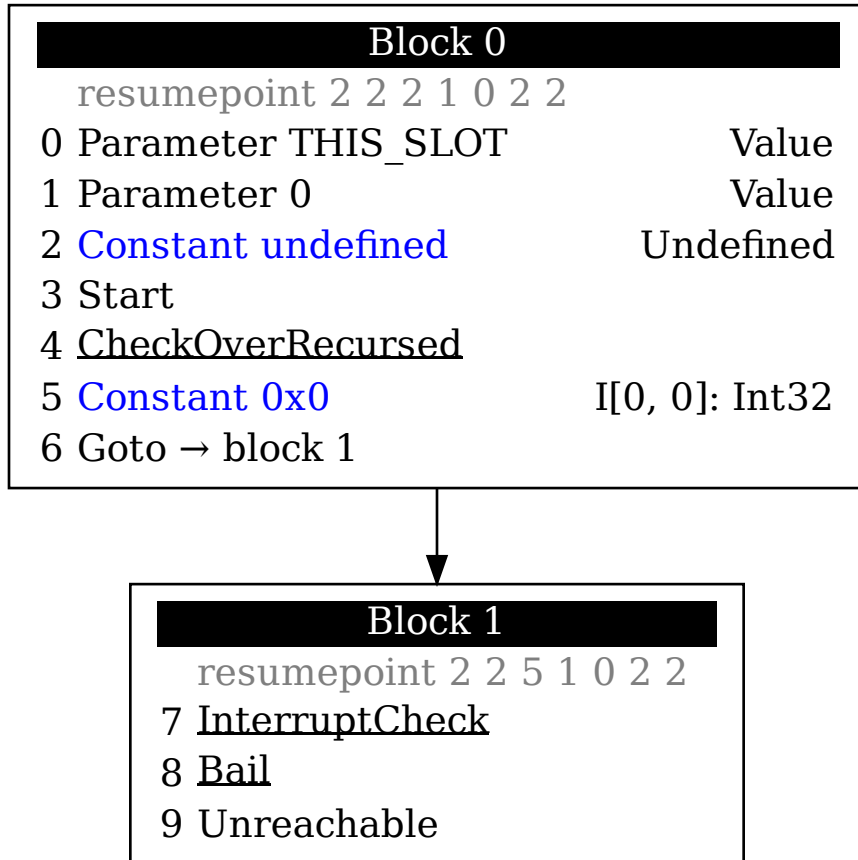 Block 0
resumepoint 2 2 2 1 0 2 2
0 Parameter THIS_SLOT Value
1 Parameter 0 Value
2 Constant undefined Undefined
3 Start
4 CheckOverRecursed
5 Constant 0x0 I[0, 0]: Int32
6 Goto → block 1
Block 1
resumepoint 2 2 5 1 0 2 2
7 InterruptCheck
8 Bail
9 Unreachable